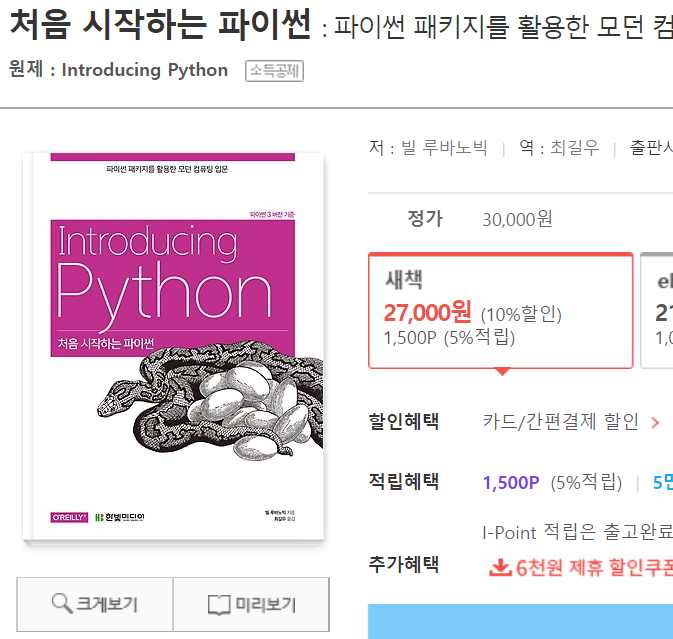 처음 시작하는 파이썬 : 파이썬 패키지를 활용한 모던 컴
원제 : Introducing Python 소득공제
저 : 빌 루바노빅 | 역 : 최길우 | 출판사
정가 30,000원
새책
27,000원 (10%할인)
1,500P (5%적립)
할인혜택 카드/간편결제 할인 >
적립혜택 1,500P (5%적립) | 5만
I-Point 적립은 출고완료
추가혜택 6천원 제휴 할인쿠폰
파이썬 패키지를 활용한 모던 컴퓨팅 입문
파이썬 3 버전 기준
Introducing
Python
처음 시작하는 파이썬
O'REILLY 한빛미디어
빌 루바노빅 지음
최길우 옮김
크게보기 미리보기